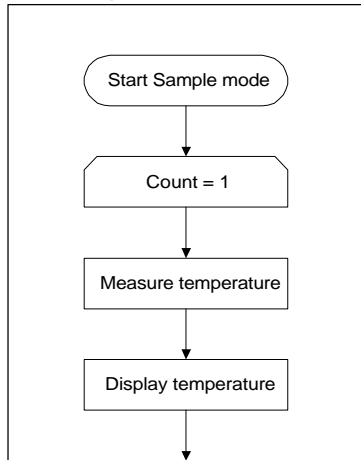 Start Sample mode
Count = 1
Measure temperature
Display temperature